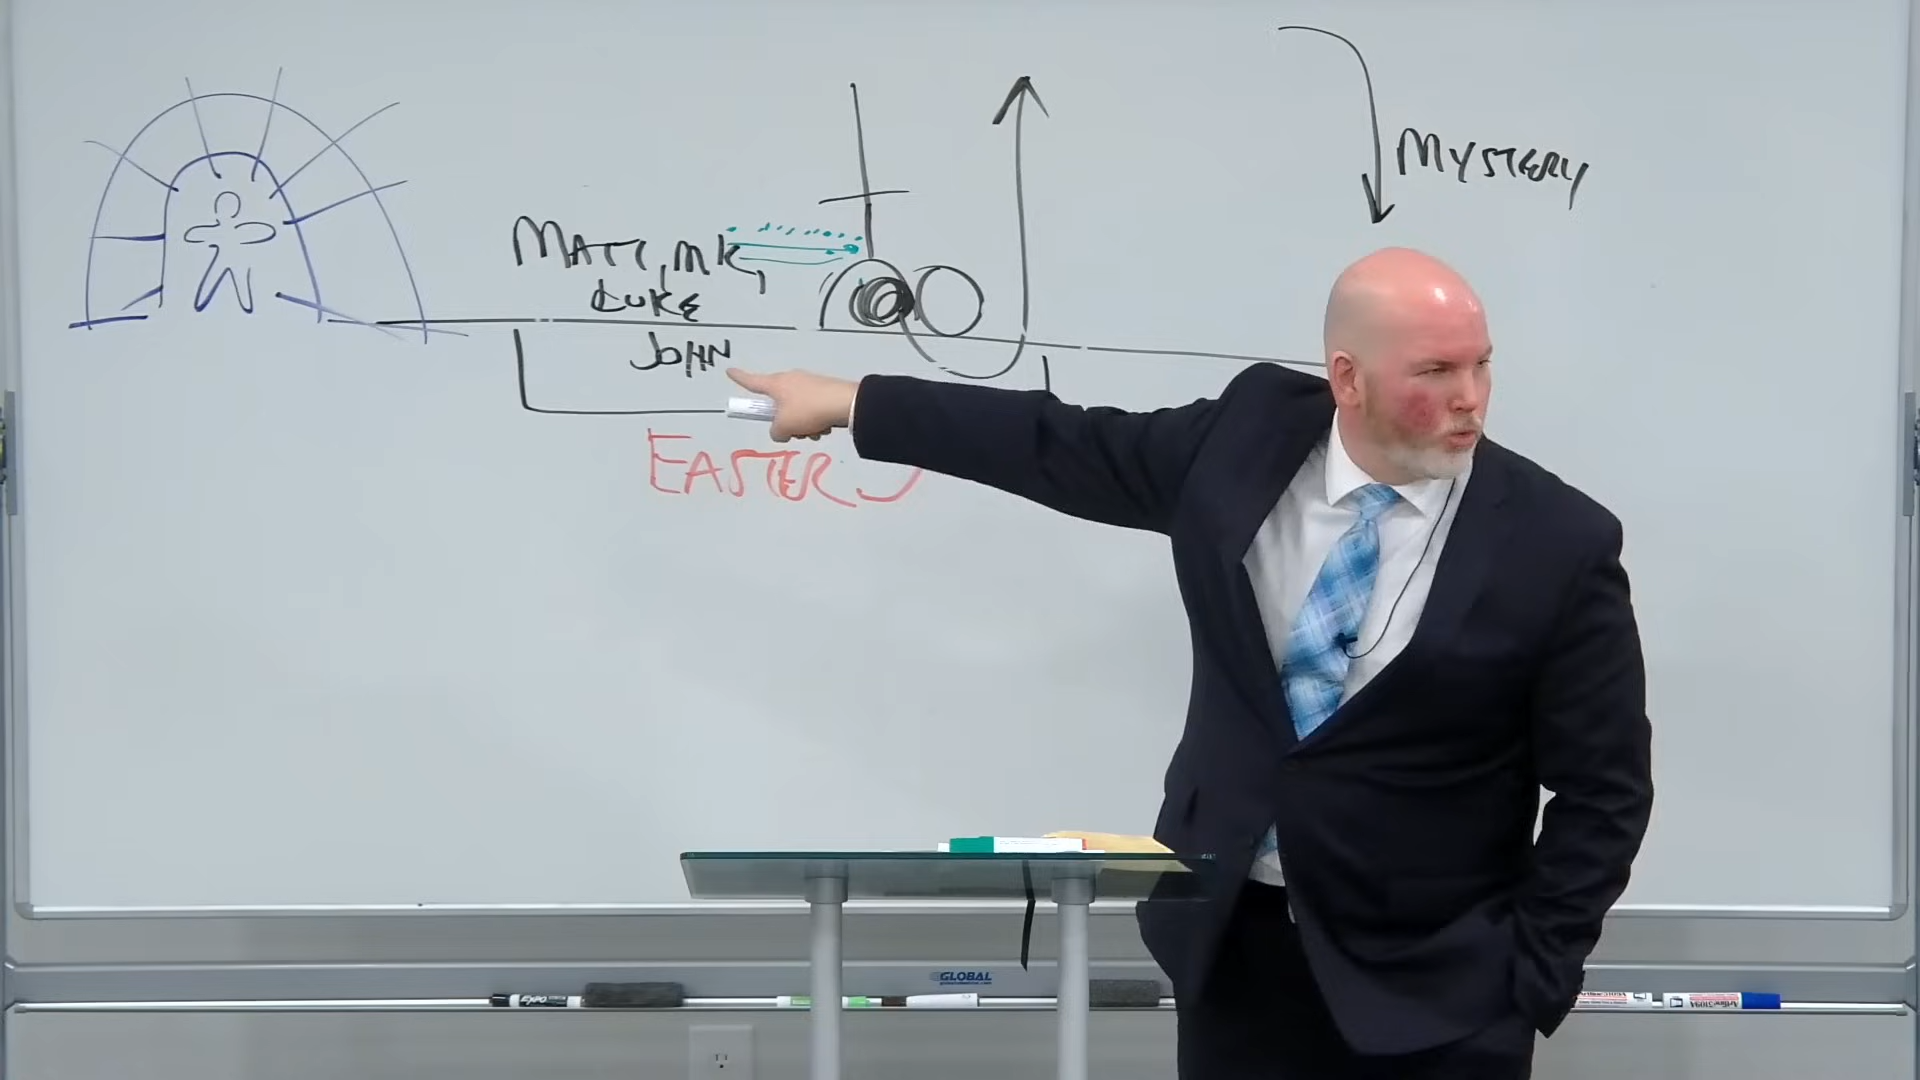 MYSTERY
MATT, MK,
LUKE
JOHN
EASTER
GLOBAL
EXPO